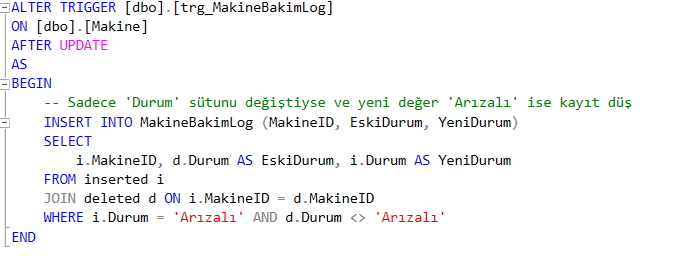 ALTER TRIGGER [dbo].[trg_MakineBakimLog]
ON [dbo].[Makine]
AFTER UPDATE
AS
BEGIN
    -- Sadece 'Durum' sütunu değiştiyse ve yeni değer 'Arızalı' ise kayıt düş
    INSERT INTO MakineBakimLog (MakineID, EskiDurum, YeniDurum)
    SELECT
        i.MakineID, d.Durum AS EskiDurum, i.Durum AS YeniDurum
    FROM inserted i
    JOIN deleted d ON i.MakineID = d.MakineID
    WHERE i.Durum = 'Arızalı' AND d.Durum <> 'Arızalı'
END